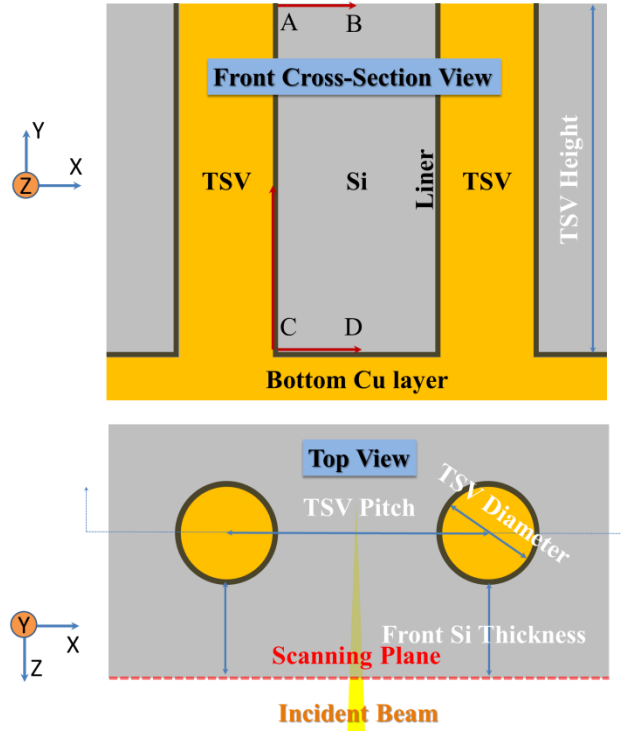 A B
Front Cross-Section View
Y
X
Z
TSV Si Liner TSV TSV Height
C D
Bottom Cu layer
Top View
TSV Pitch TSV Diameter
Y
X
Z
Front Si Thickness
Scanning Plane
Incident Beam